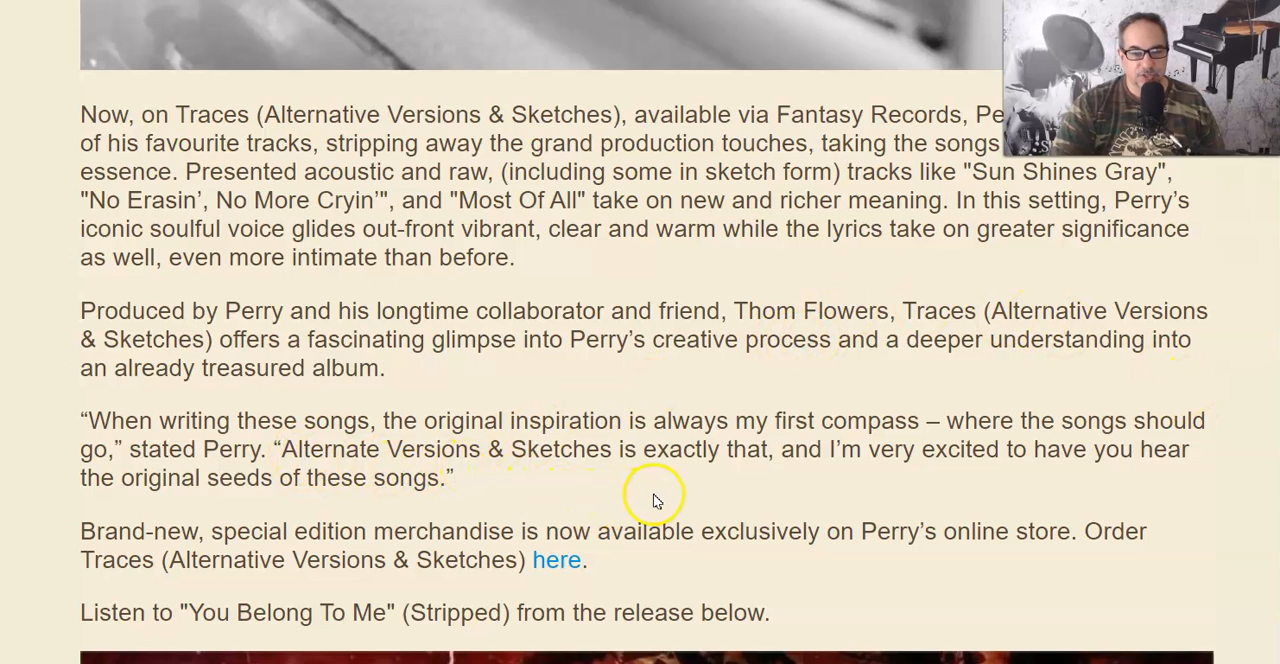 Now, on Traces (Alternative Versions & Sketches), available via Fantasy Records,
of his favourite tracks, stripping away the grand production touches, taking the songs
essence. Presented acoustic and raw, (including some in sketch form) tracks like "Sun Shines Gray",
"No Erasin’, No More Cryin’", and "Most Of All" take on new and richer meaning. In this setting, Perry’s
iconic soulful voice glides out-front vibrant, clear and warm while the lyrics take on greater significance
as well, even more intimate than before.
Produced by Perry and his longtime collaborator and friend, Thom Flowers, Traces (Alternative Versions
& Sketches) offers a fascinating glimpse into Perry’s creative process and a deeper understanding into
an already treasured album.
“When writing these songs, the original inspiration is always my first compass – where the songs should
go,” stated Perry. “Alternate Versions & Sketches is exactly that, and I’m very excited to have you hear
the original seeds of these songs.”
Brand-new, special edition merchandise is now available exclusively on Perry’s online store. Order
Traces (Alternative Versions & Sketches) here.
Listen to "You Belong To Me" (Stripped) from the release below.